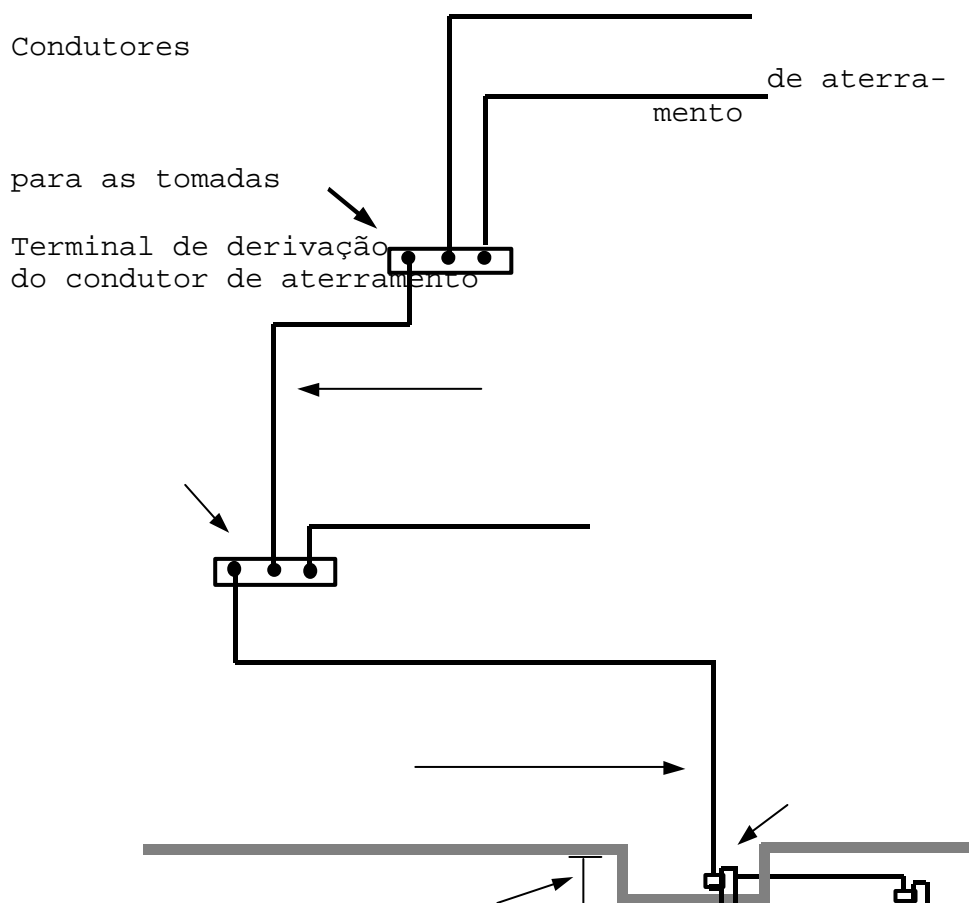 Condutores
de aterra-
mento
para as tomadas
Terminal de derivação
do condutor de aterramento